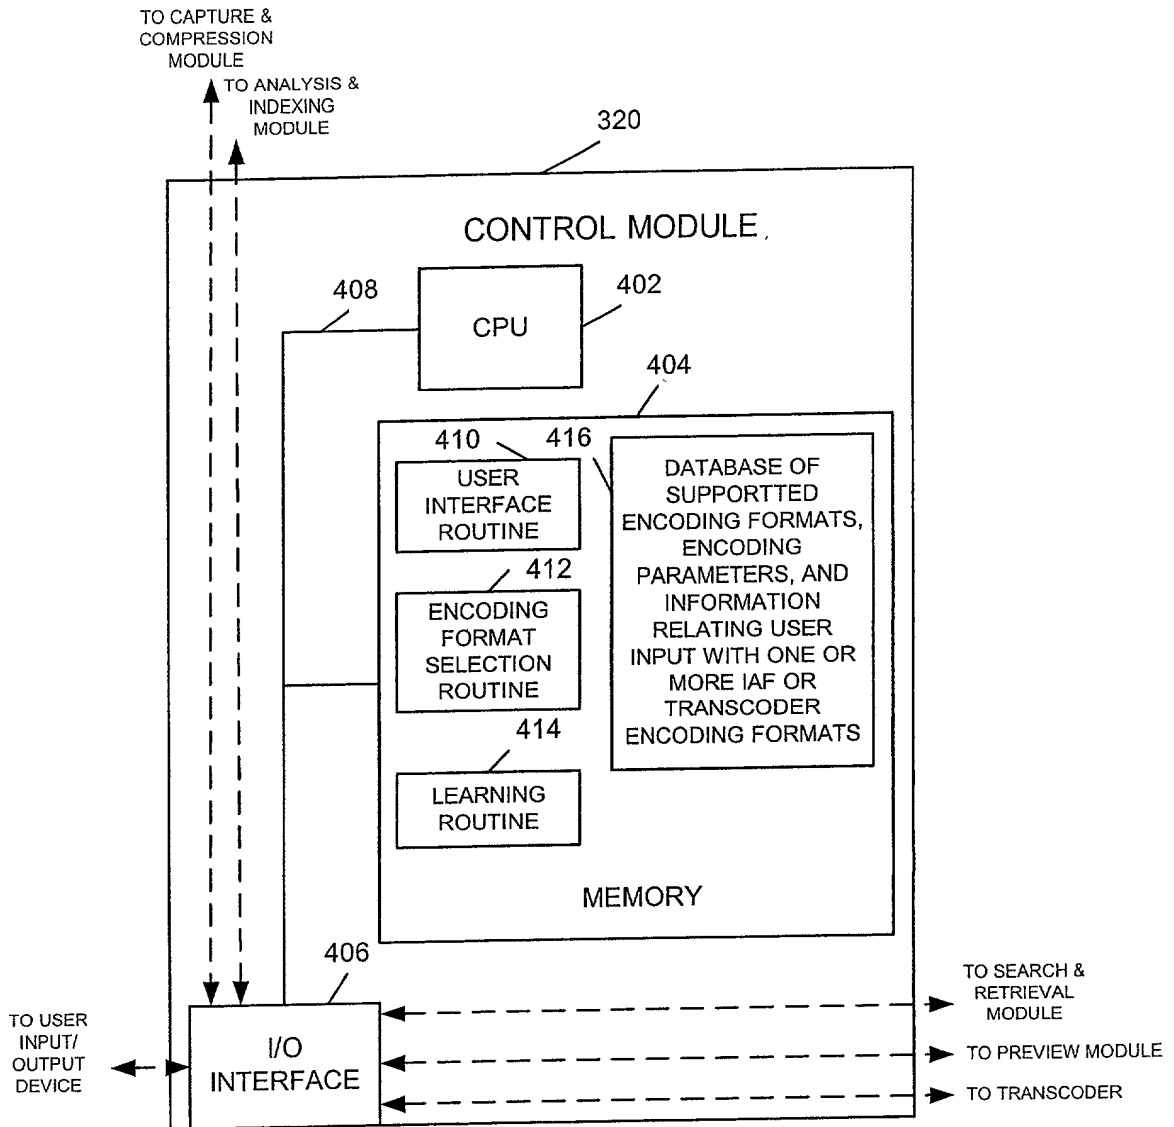 TO CAPTURE &
COMPRESSION
MODULE
TO ANALYSIS &
INDEXING
MODULE
320
CONTROL MODULE
408
CPU
402
404
410
USER
INTERFACE
ROUTINE
416
DATABASE OF
SUPPORTTED
ENCODING FORMATS,
ENCODING
PARAMETERS, AND
INFORMATION
RELATING USER
INPUT WITH ONE OR
MORE IAF OR
TRANSCODER
ENCODING FORMATS
412
ENCODING
FORMAT
SELECTION
ROUTINE
414
LEARNING
ROUTINE
MEMORY
406
I/O
INTERFACE
TO USER
INPUT/
OUTPUT
DEVICE
TO SEARCH &
RETRIEVAL
MODULE
TO PREVIEW MODULE
TO TRANSCODER